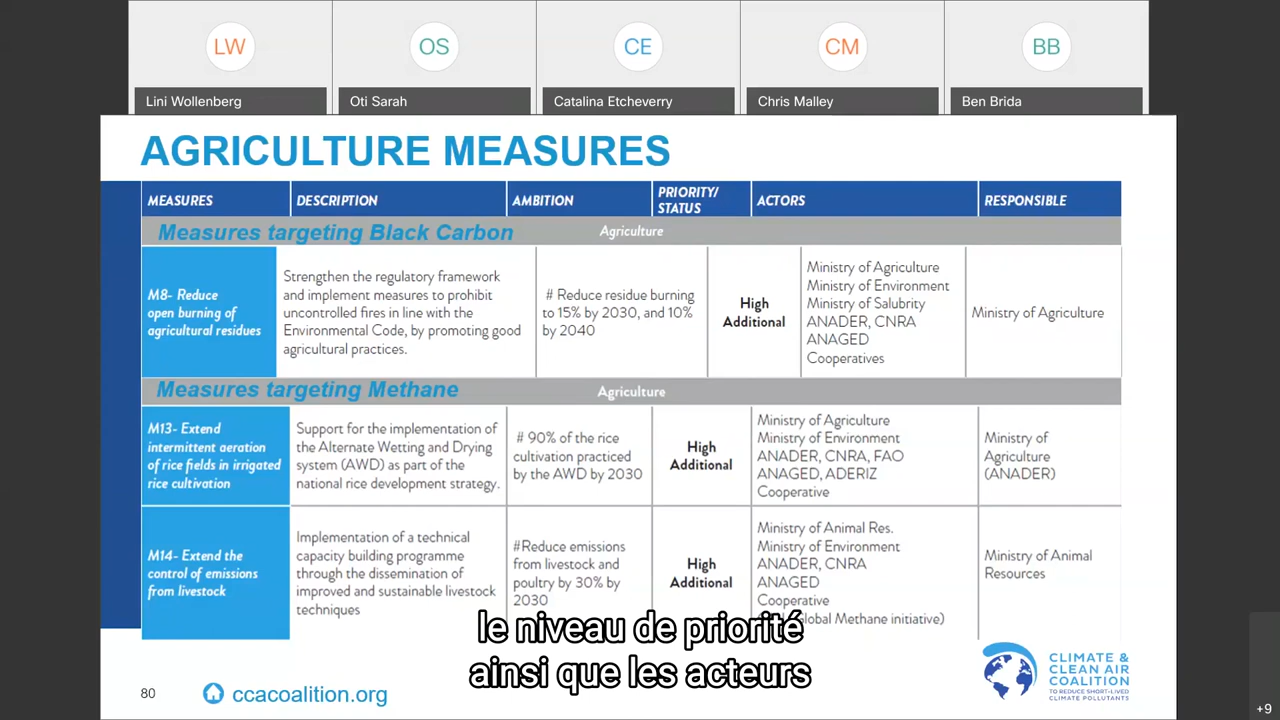 LW
OS
CE
CM
BB
Lini Wollenberg
Oti Sarah
Catalina Etcheverry
Chris Malley
Ben Brida
AGRICULTURE MEASURES
MEASURES
DESCRIPTION
AMBITION
PRIORITY/
STATUS
ACTORS
RESPONSIBLE
Measures targeting Black Carbon
Agriculture
M8- Reduce
open burning of
agricultural residues
Strengthen the regulatory framework
and implement measures to prohibit
uncontrolled fires in line with the
Environmental Code, by promoting good
agricultural practices.
# Reduce residue burning
to 15% by 2030, and 10%
by 2040
High
Additional
Ministry of Agriculture
Ministry of Environment
Ministry of Salubrity
ANADER, CNRA
ANAGED
Cooperatives
Ministry of Agriculture
Measures targeting Methane
Agriculture
M13- Extend
intermittent aeration
of rice fields in irrigated
rice cultivation
Support for the implementation of
the Alternate Wetting and Drying
system (AWD) as part of the
national rice development strategy.
# 90% of the rice
cultivation practiced
by the AWD by 2030
High
Additional
Ministry of Agriculture
Ministry of Environment
ANADER, CNRA, FAO
ANAGED, ADERIZ
Cooperative
Ministry of
Agriculture
(ANADER)
M14- Extend the
control of emissions
from livestock
Implementation of a technical
capacity building programme
through the dissemination of
improved and sustainable livestock
techniques
#Reduce emissions
from livestock and
poultry by 30% by
2030
High
Additional
Ministry of Animal Res.
Ministry of Environment
ANADER, CNRA
ANAGED
Cooperative
Global Methane initiative)
Ministry of Animal
Resources
le niveau de priorité
ainsi que les acteurs
80
ccacoalition.org
CLIMATE &
CLEAN AIR
COALITION
TO REDUCE SHORT-LIVED
CLIMATE POLLUTANTS
+9